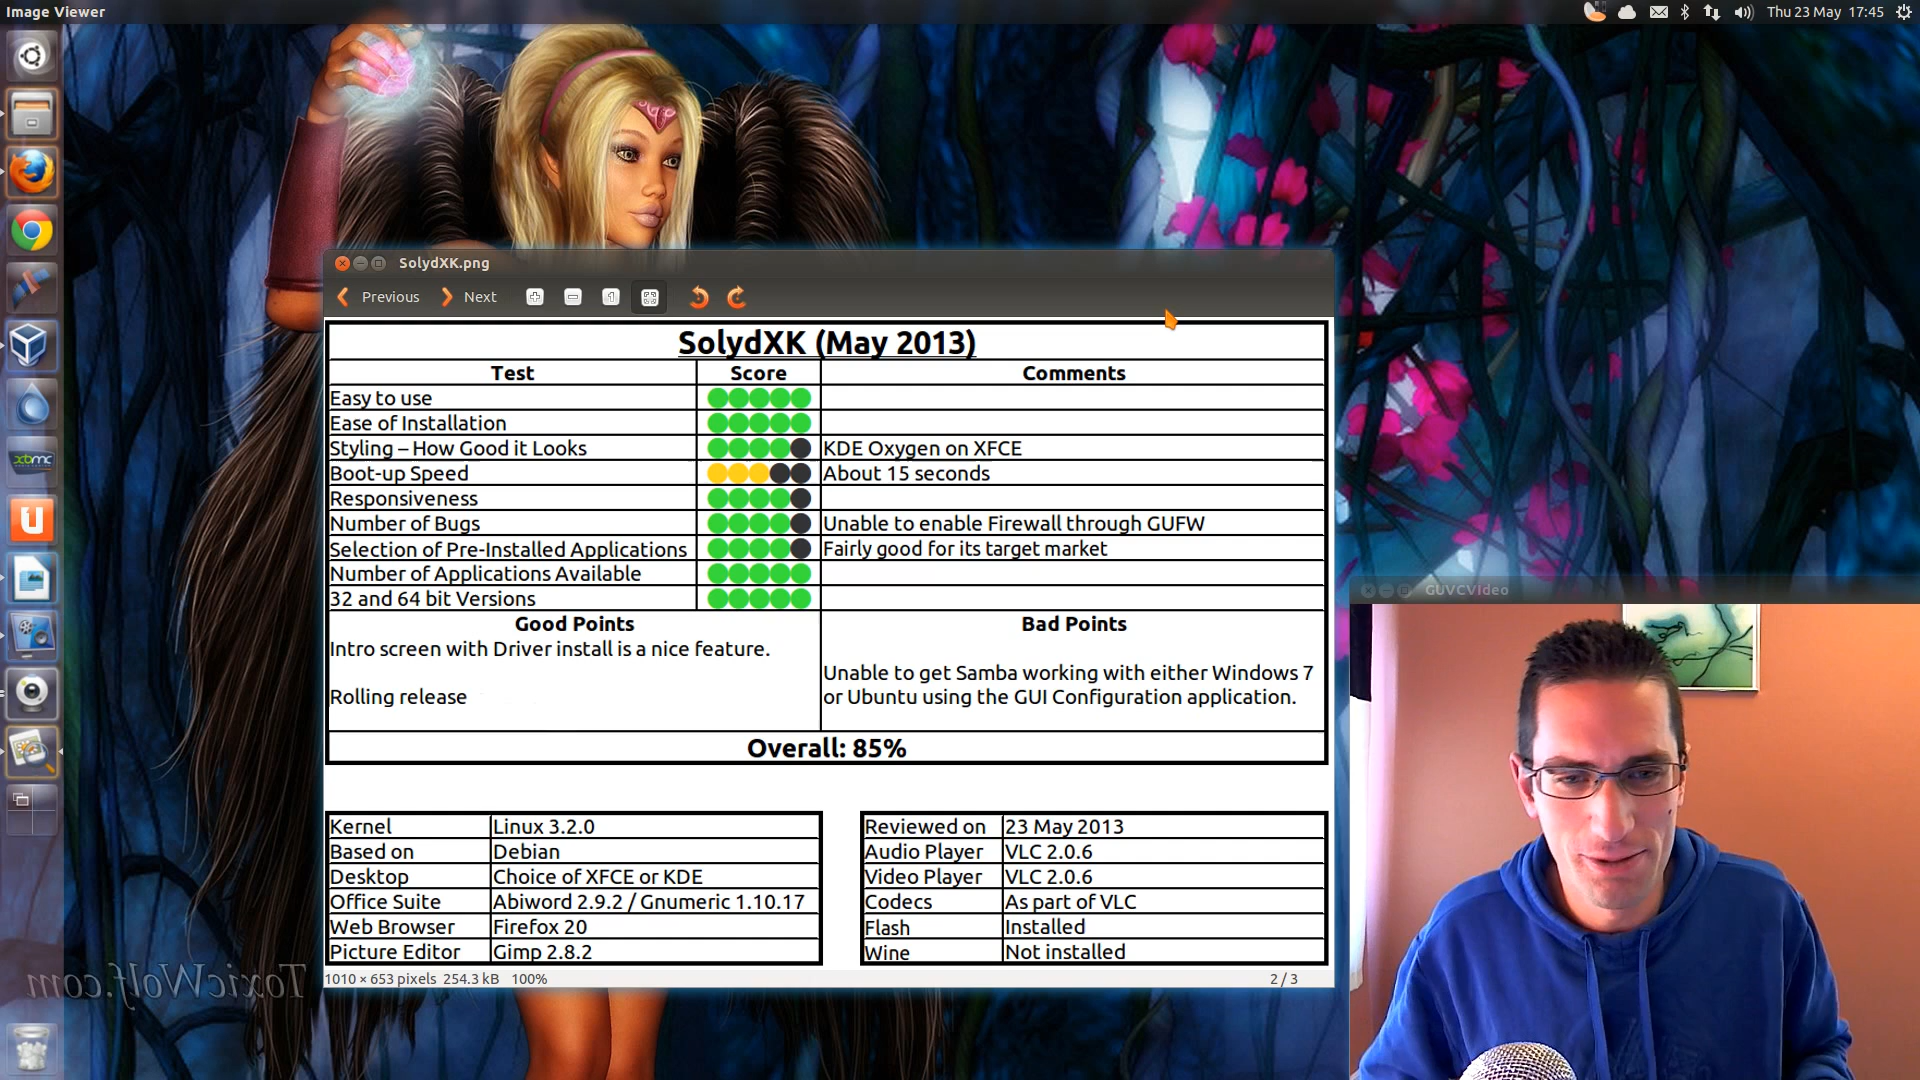 Image Viewer
Thu 23 May 17:45
SolydXK.png
Previous Next
SolydXK (May 2013)
Test Score Comments
Easy to use
Ease of Installation
Styling – How Good it Looks KDE Oxygen on XFCE
Boot-up Speed About 15 seconds
Responsiveness
Number of Bugs Unable to enable Firewall through GUFW
Selection of Pre-Installed Applications Fairly good for its target market
Number of Applications Available
32 and 64 bit Versions
Good Points
Intro screen with Driver install is a nice feature.
Rolling release
Bad Points
Unable to get Samba working with either Windows 7
or Ubuntu using the GUI Configuration application.
Overall: 85%
Kernel Linux 3.2.0
Based on Debian
Desktop Choice of XFCE or KDE
Office Suite Abiword 2.9.2 / Gnumeric 1.10.17
Web Browser Firefox 20
Picture Editor Gimp 2.8.2
Reviewed on 23 May 2013
Audio Player VLC 2.0.6
Video Player VLC 2.0.6
Codecs As part of VLC
Flash Installed
Wine Not installed
1010 × 653 pixels 254.3 kB 100%
2 / 3
GUVCVideo
xbmc
ToxicWolf.com